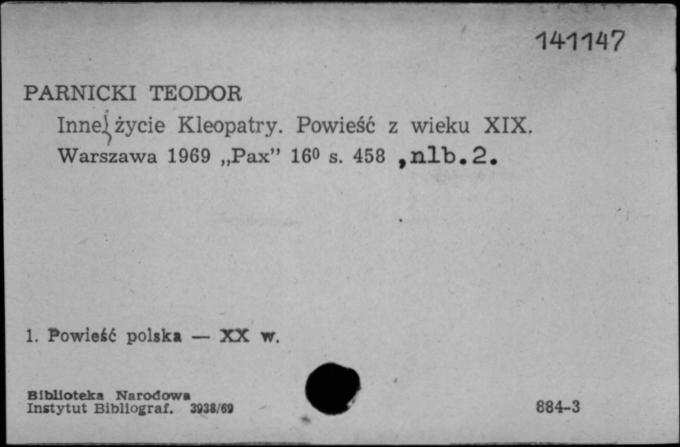 141147
PARNICKI TEODOR
Innej życie Kleopatry. Powieść z wieku XIX.
Warszawa 1969 „Pax” 16⁰ s. 458 , nlb. 2.
1. Powieść polska — XX w.
Biblioteka Narodowa
Instytut Bibliograf. 3938/69
884-3